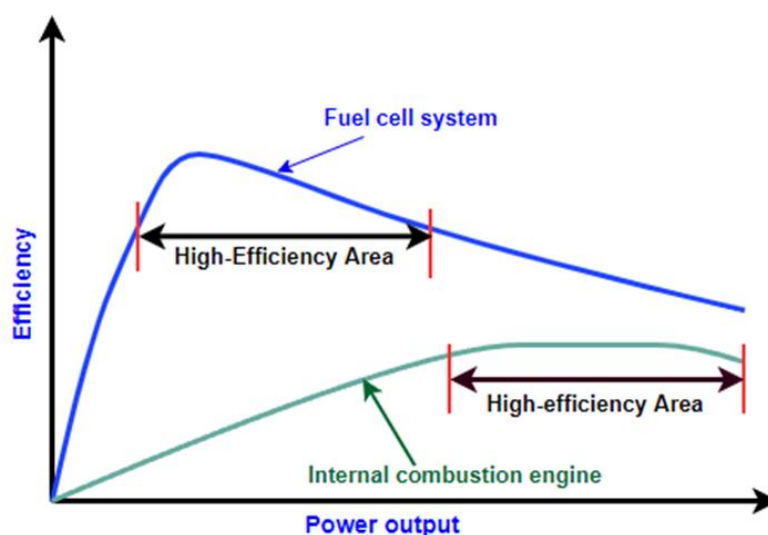 Efficiency
Fuel cell system
High-Efficiency Area
High-efficiency Area
Internal combustion engine
Power output